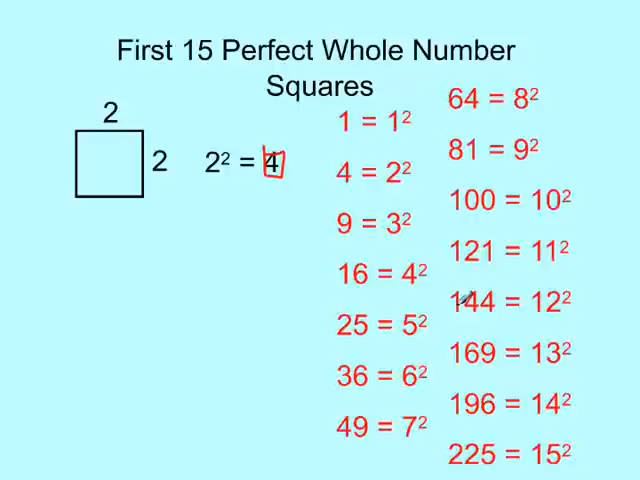 First 15 Perfect Whole Number
Squares
2
2
2² = 4
1 = 1²
4 = 2²
9 = 3²
16 = 4²
25 = 5²
36 = 6²
49 = 7²
64 = 8²
81 = 9²
100 = 10²
121 = 11²
144 = 12²
169 = 13²
196 = 14²
225 = 15²